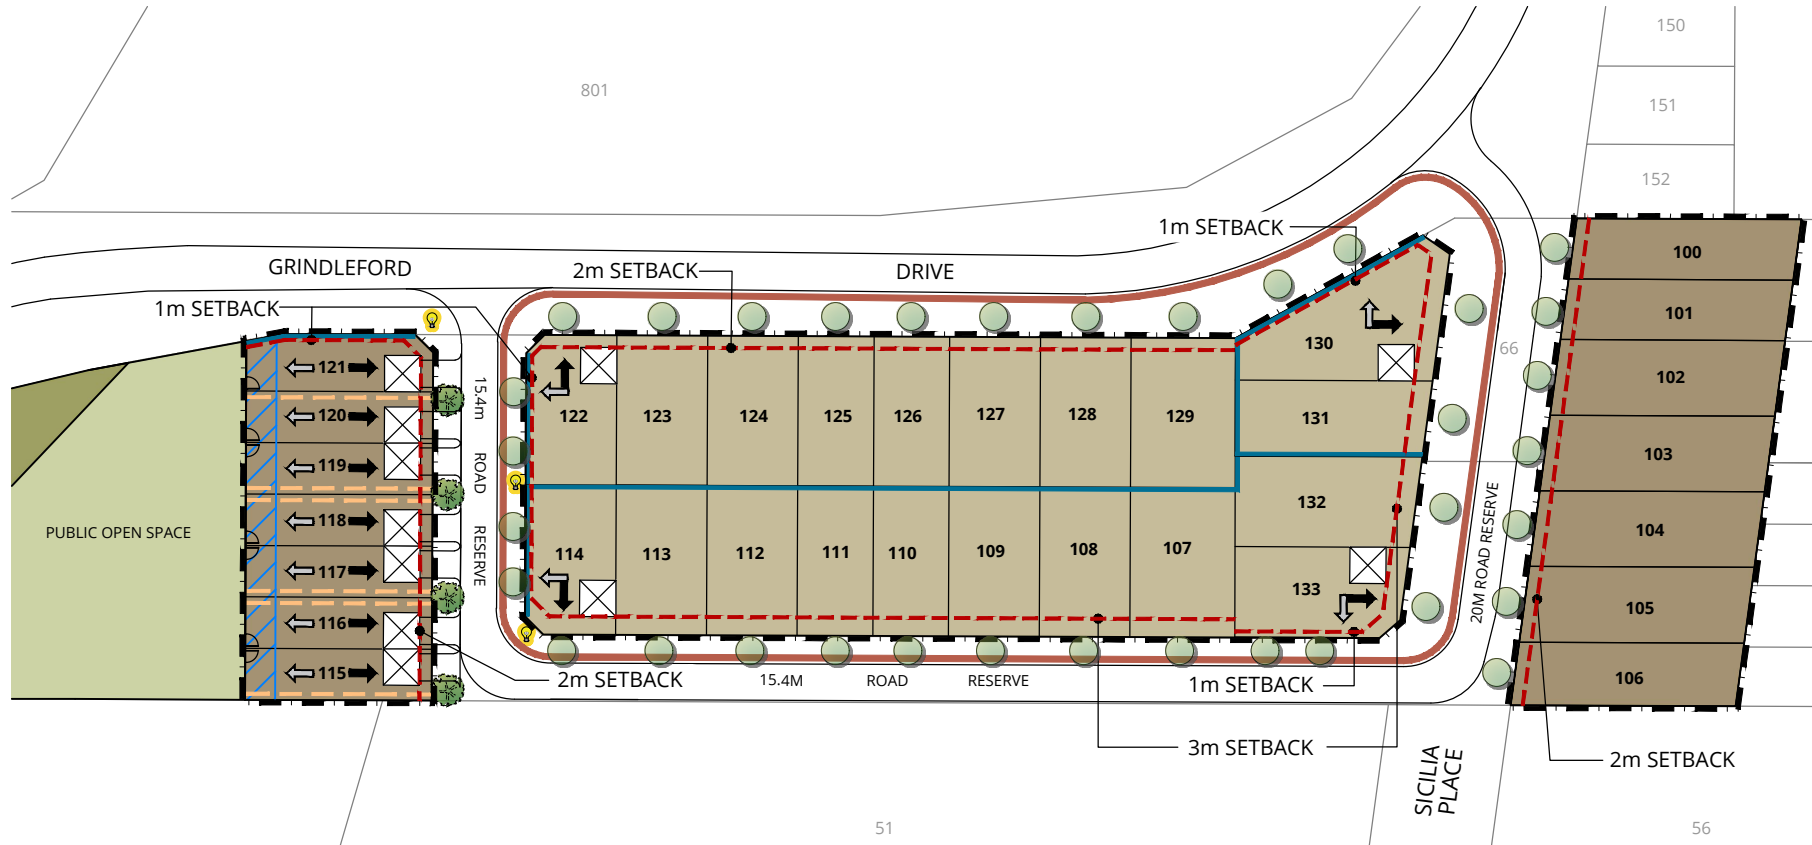 150
801
151
152
1m SETBACK
GRINDLEFORD
2m SETBACK
DRIVE
100
1m SETBACK
101
130
66
121
102
15.4m
ROAD
RESERVE
120
122
123
124
125
126
127
128
129
131
119
103
132
118
PUBLIC OPEN SPACE
104
114
113
112
111
110
109
108
107
20M ROAD RESERVE
117
133
105
116
115
2m SETBACK
15.4M
ROAD
RESERVE
1m SETBACK
106
3m SETBACK
2m SETBACK
SICILIA
PLACE
51
56